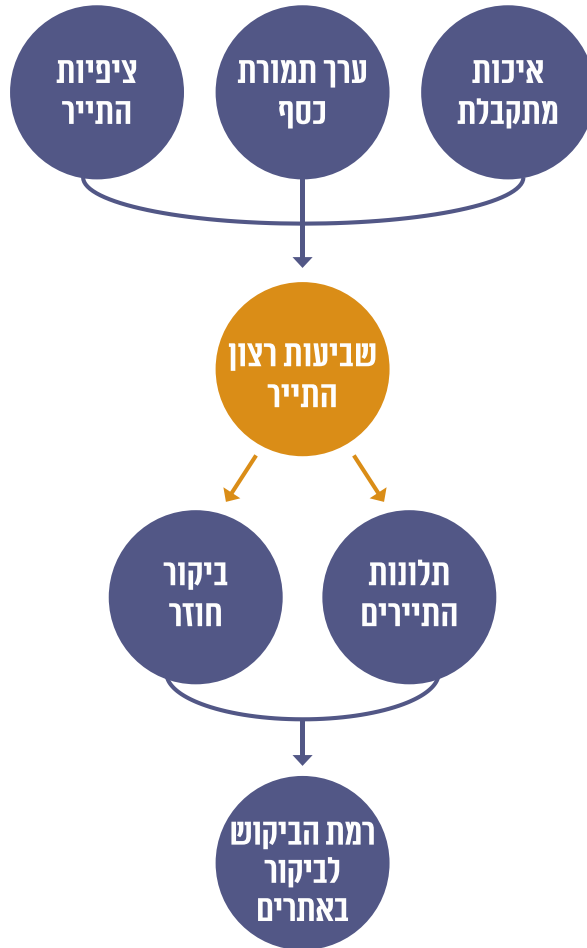 איכות
מתקבלת
ערך תמורת
כסף
ציפיות
התייר
שביעות רצון
התייר
תלונות
התיירים
ביקור
חוזר
רמת הביקוש
לביקור
באתרים